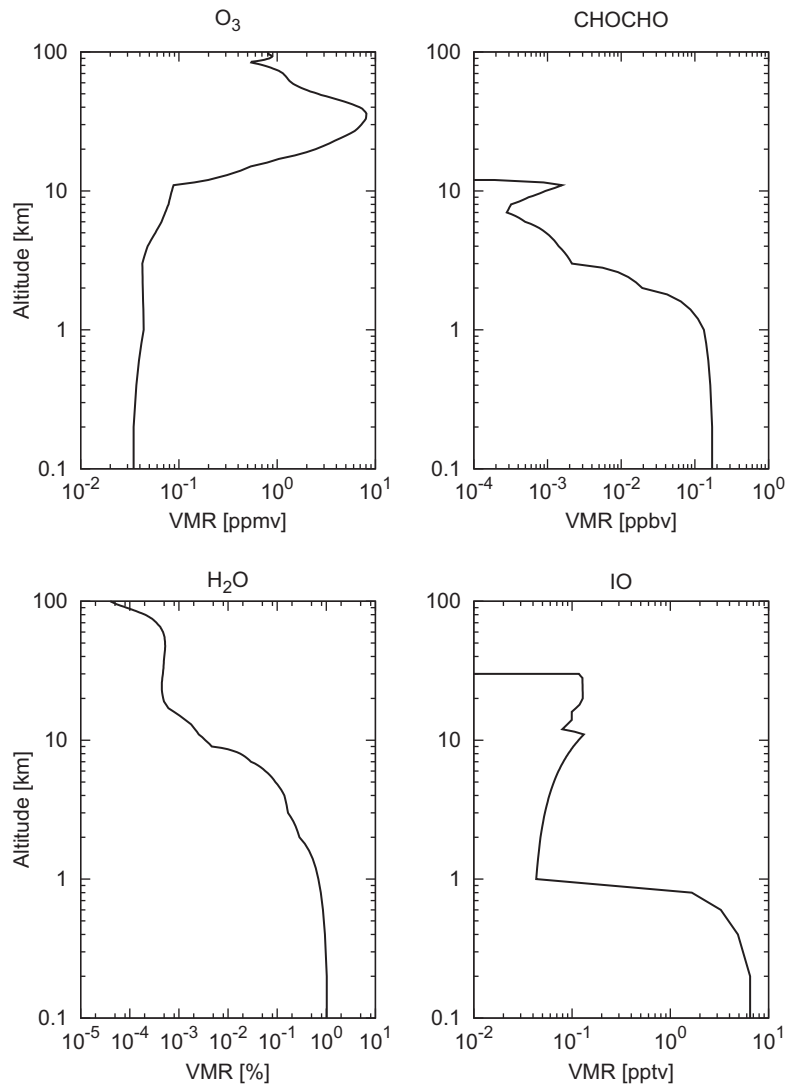 O₃
CHOCHO
100
10
1
0.1
Altitude [km]
10⁻² 10⁻¹ 10⁰ 10¹
VMR [ppmv]
100
10
1
0.1
10⁻⁴ 10⁻³ 10⁻² 10⁻¹ 10⁰
VMR [ppbv]
H₂O
IO
100
10
1
0.1
Altitude [km]
10⁻⁵ 10⁻⁴ 10⁻³ 10⁻² 10⁻¹ 10⁰ 10¹
VMR [%]
100
10
1
0.1
10⁻² 10⁻¹ 10⁰ 10¹
VMR [pptv]